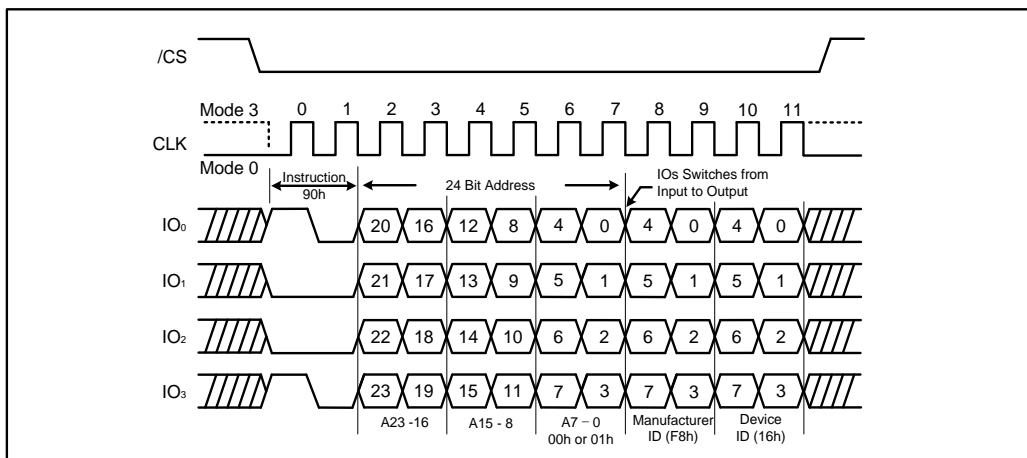 /CS
Mode 3 0 1 2 3 4 5 6 7 8 9 10 11
CLK
Mode 0
Instruction
90h
24 Bit Address
IOs Switches from
Input to Output
IO₀ 20 16 12 8 4 0 4 0 4 0
IO₁ 21 17 13 9 5 1 5 1 5 1
IO₂ 22 18 14 10 6 2 6 2 6 2
IO₃ 23 19 15 11 7 3 7 3 7 3
A23 -16 A15 - 8 A7 – 0 Manufacturer Device
00h or 01h ID (F8h) ID (16h)